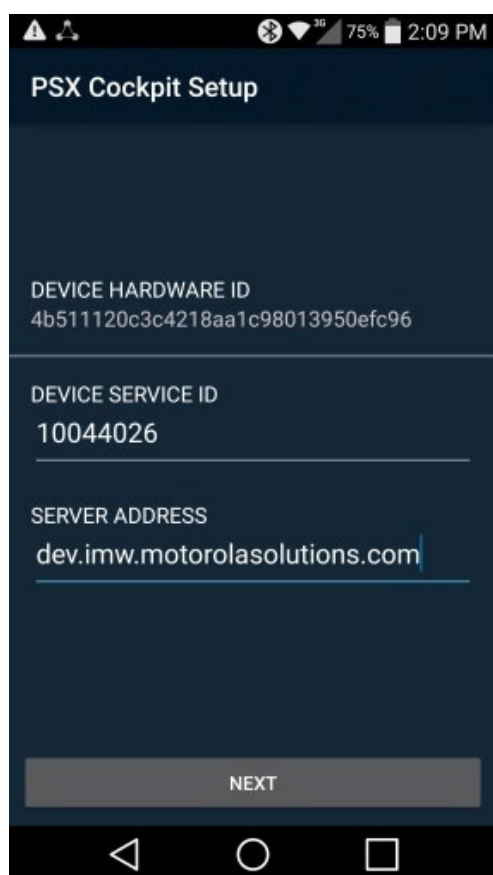 3G 75% 2:09 PM
PSX Cockpit Setup
DEVICE HARDWARE ID
4b511120c3c4218aa1c98013950efc96
DEVICE SERVICE ID
10044026
SERVER ADDRESS
dev.imw.motorolasolutions.com
NEXT